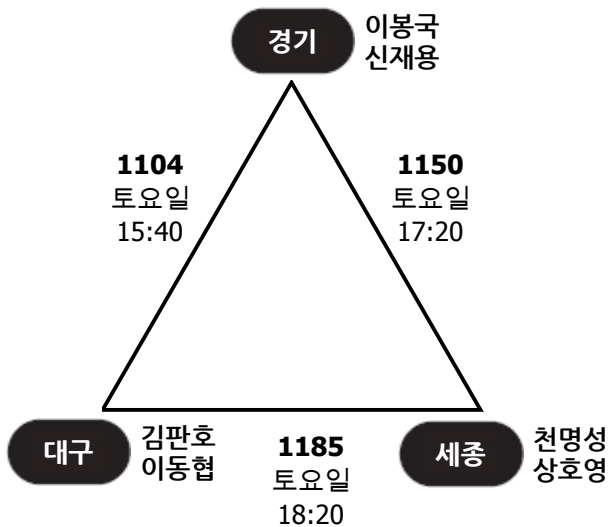 경기
이봉국
신재용
1104
토요일
15:40
1150
토요일
17:20
대구
김판호
이동협
1185
토요일
18:20
세종
천명성
상호영